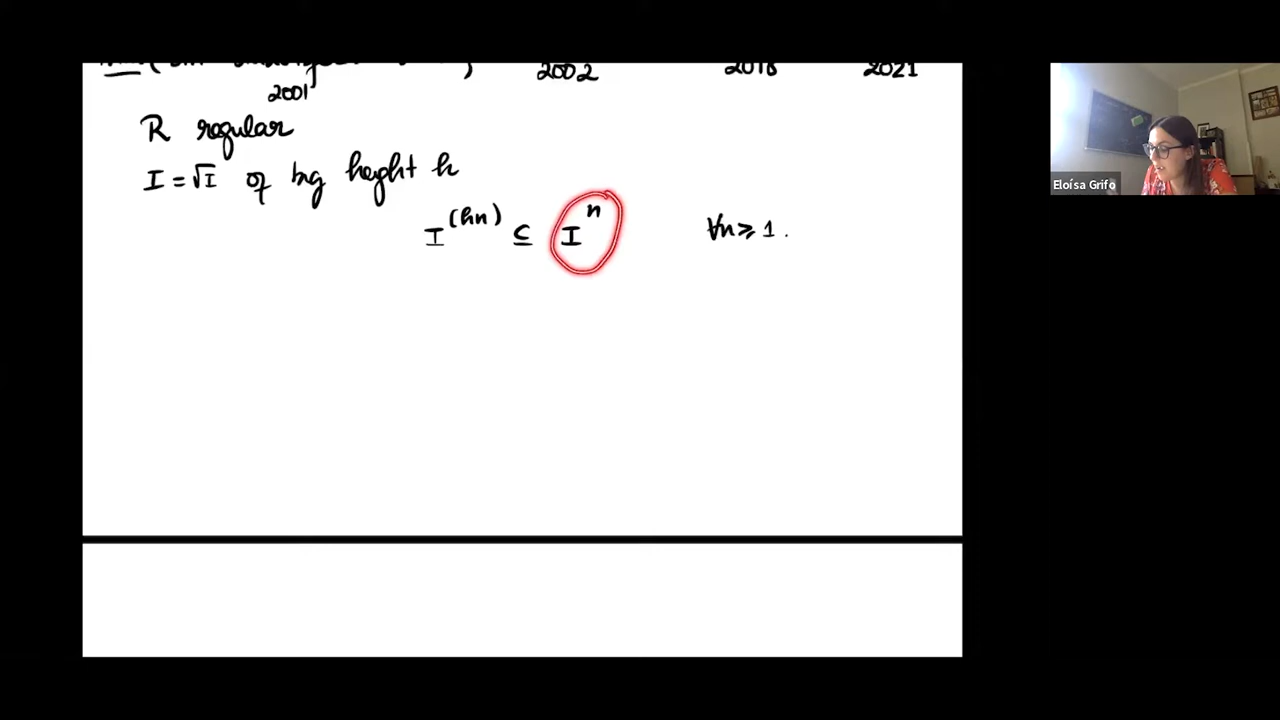 2002 2018 2021
2001
R regular
I = √I of big height h
I^(hn) ⊆ I^n ∀n ≥ 1.
Eloísa Grifo